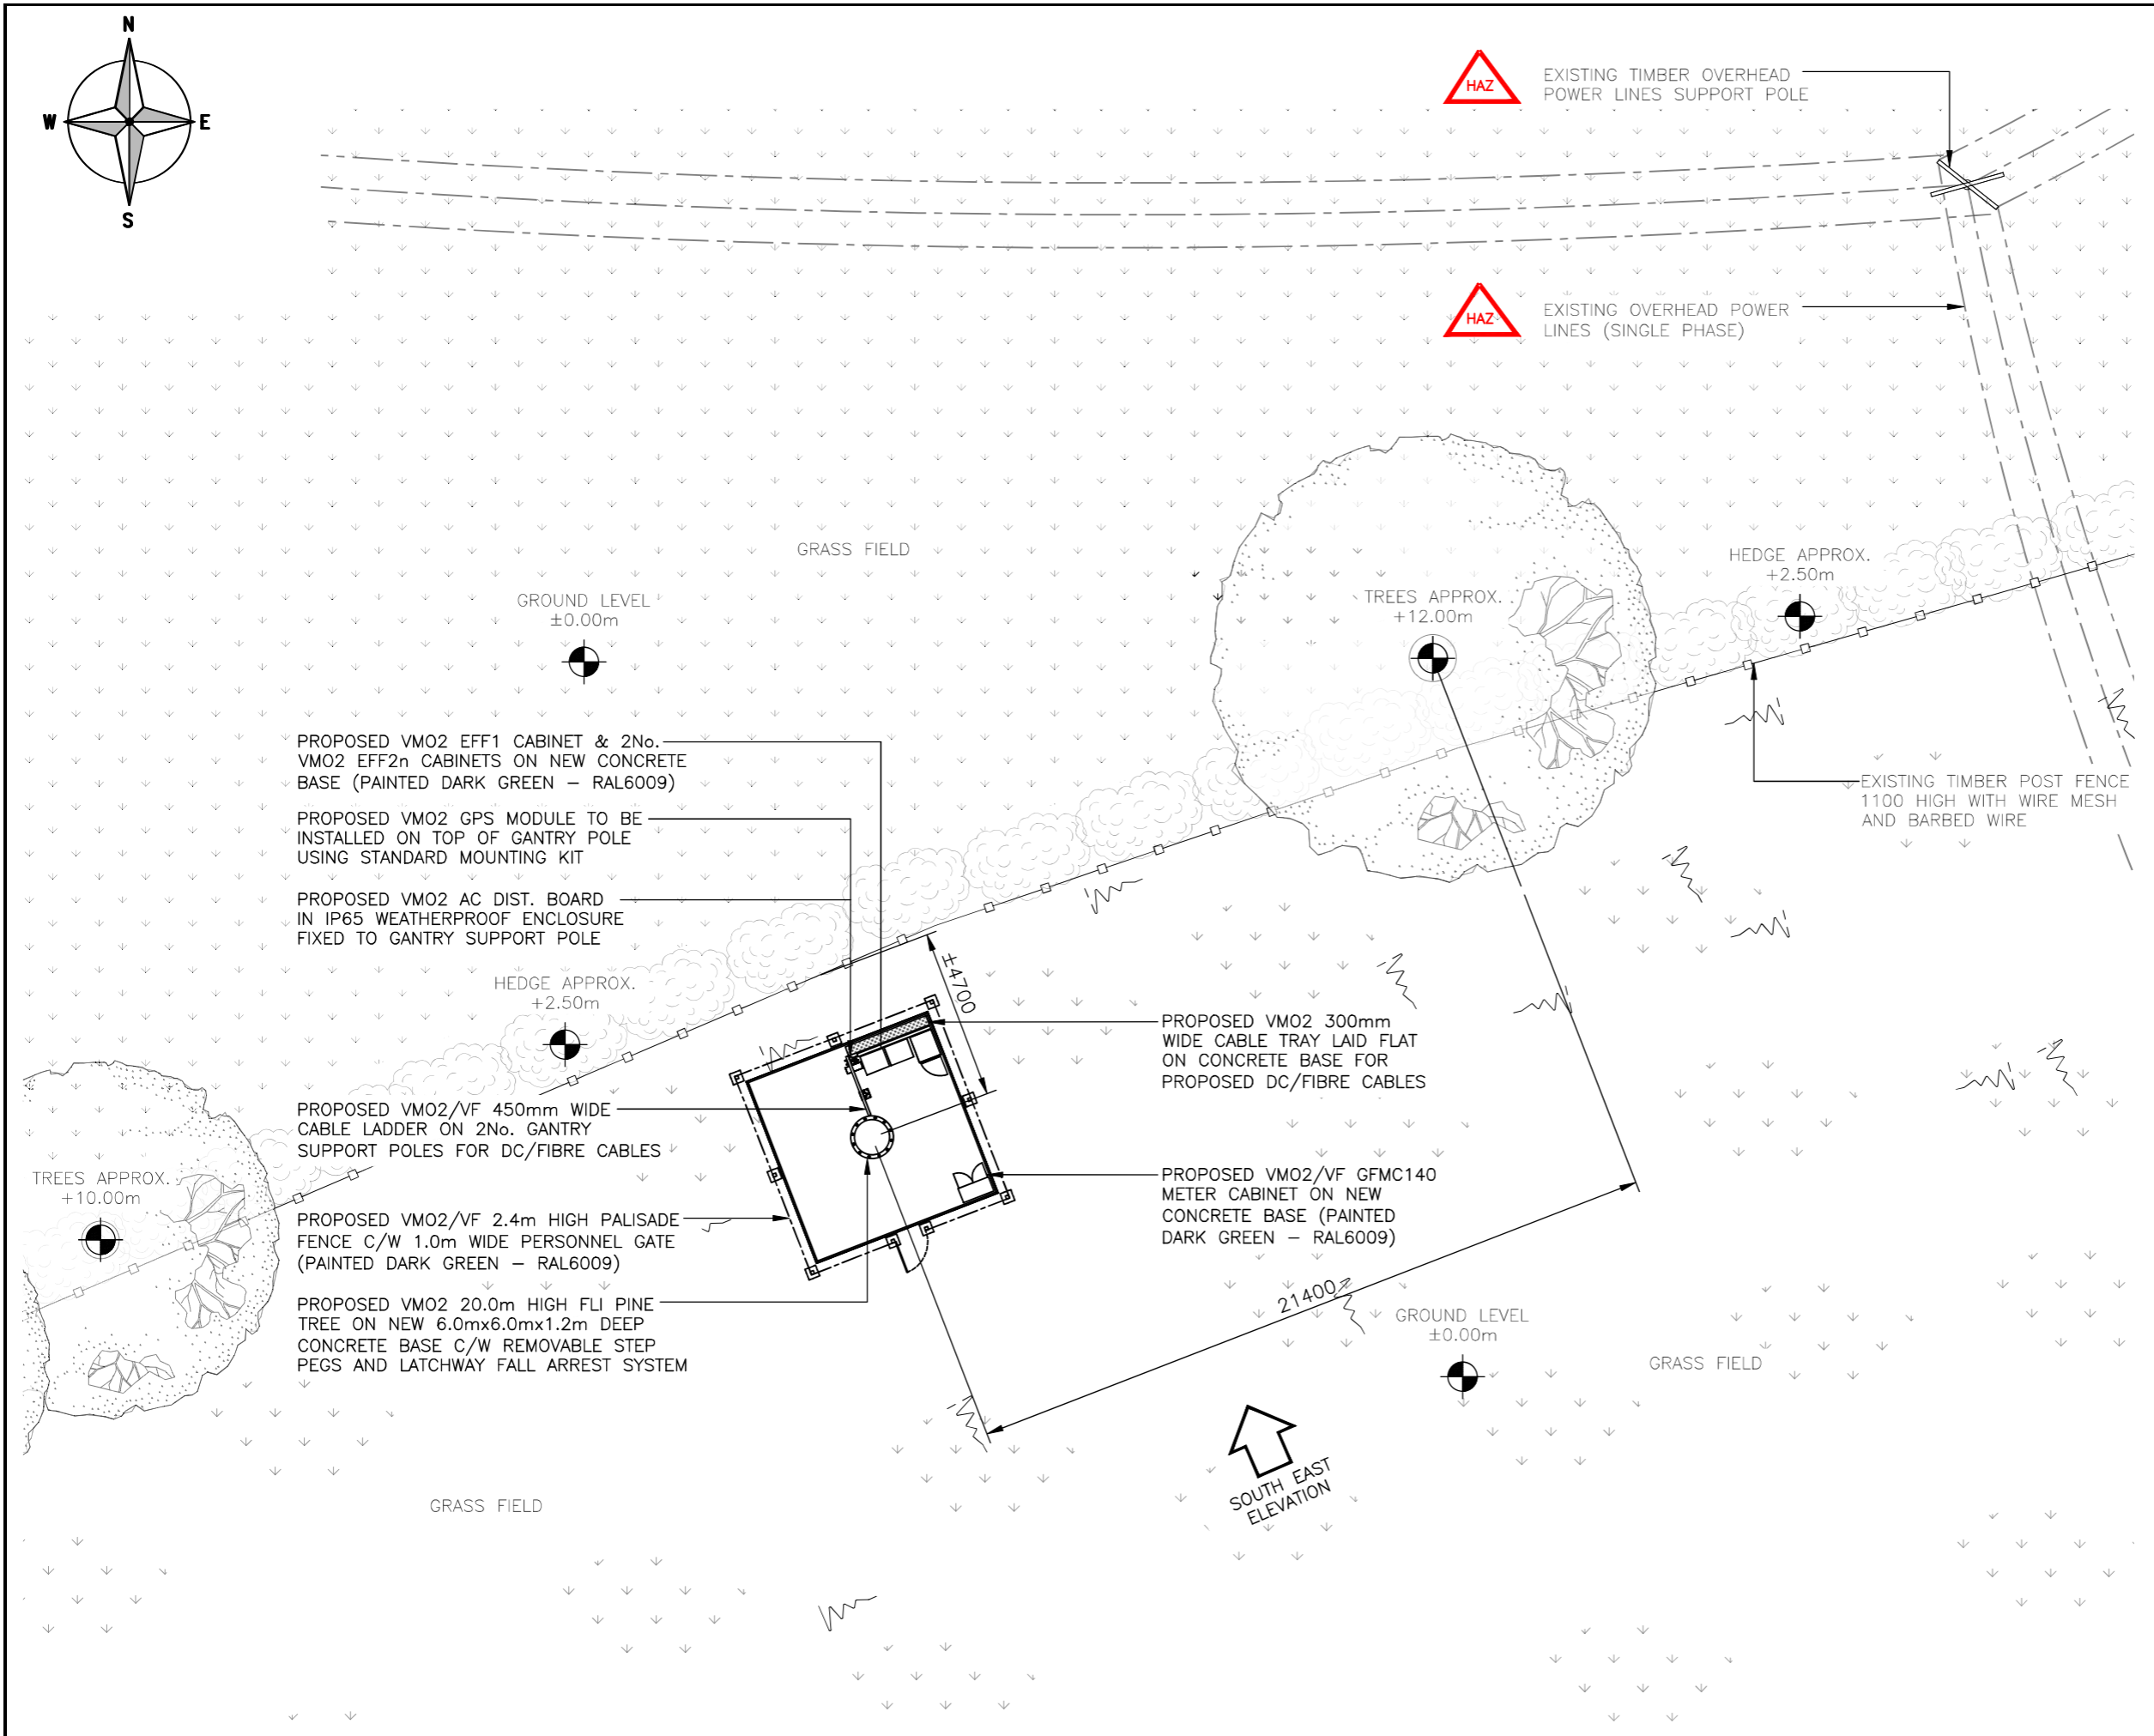 N
W
E
S
HAZ
EXISTING TIMBER OVERHEAD
POWER LINES SUPPORT POLE
HAZ
EXISTING OVERHEAD POWER
LINES (SINGLE PHASE)
GRASS FIELD
GROUND LEVEL
±0.00m
TREES APPROX.
+12.00m
HEDGE APPROX.
+2.50m
PROPOSED VMO2 EFF1 CABINET & 2No.
VMO2 EFF2n CABINETS ON NEW CONCRETE
BASE (PAINTED DARK GREEN – RAL6009)
PROPOSED VMO2 GPS MODULE TO BE
INSTALLED ON TOP OF GANTRY POLE
USING STANDARD MOUNTING KIT
PROPOSED VMO2 AC DIST. BOARD
IN IP65 WEATHERPROOF ENCLOSURE
FIXED TO GANTRY SUPPORT POLE
EXISTING TIMBER POST FENCE
1100 HIGH WITH WIRE MESH
AND BARBED WIRE
HEDGE APPROX.
+2.50m
±4700
PROPOSED VMO2 300mm
WIDE CABLE TRAY LAID FLAT
ON CONCRETE BASE FOR
PROPOSED DC/FIBRE CABLES
PROPOSED VMO2/VF 450mm WIDE
CABLE LADDER ON 2No. GANTRY
SUPPORT POLES FOR DC/FIBRE CABLES
TREES APPROX.
+10.00m
PROPOSED VMO2/VF GFMC140
METER CABINET ON NEW
CONCRETE BASE (PAINTED
DARK GREEN – RAL6009)
PROPOSED VMO2/VF 2.4m HIGH PALISADE
FENCE C/W 1.0m WIDE PERSONNEL GATE
(PAINTED DARK GREEN – RAL6009)
PROPOSED VMO2 20.0m HIGH FLI PINE
TREE ON NEW 6.0mx6.0mx1.2m DEEP
CONCRETE BASE C/W REMOVABLE STEP
PEGS AND LATCHWAY FALL ARREST SYSTEM
21400
GROUND LEVEL
±0.00m
GRASS FIELD
SOUTH EAST
ELEVATION
GRASS FIELD